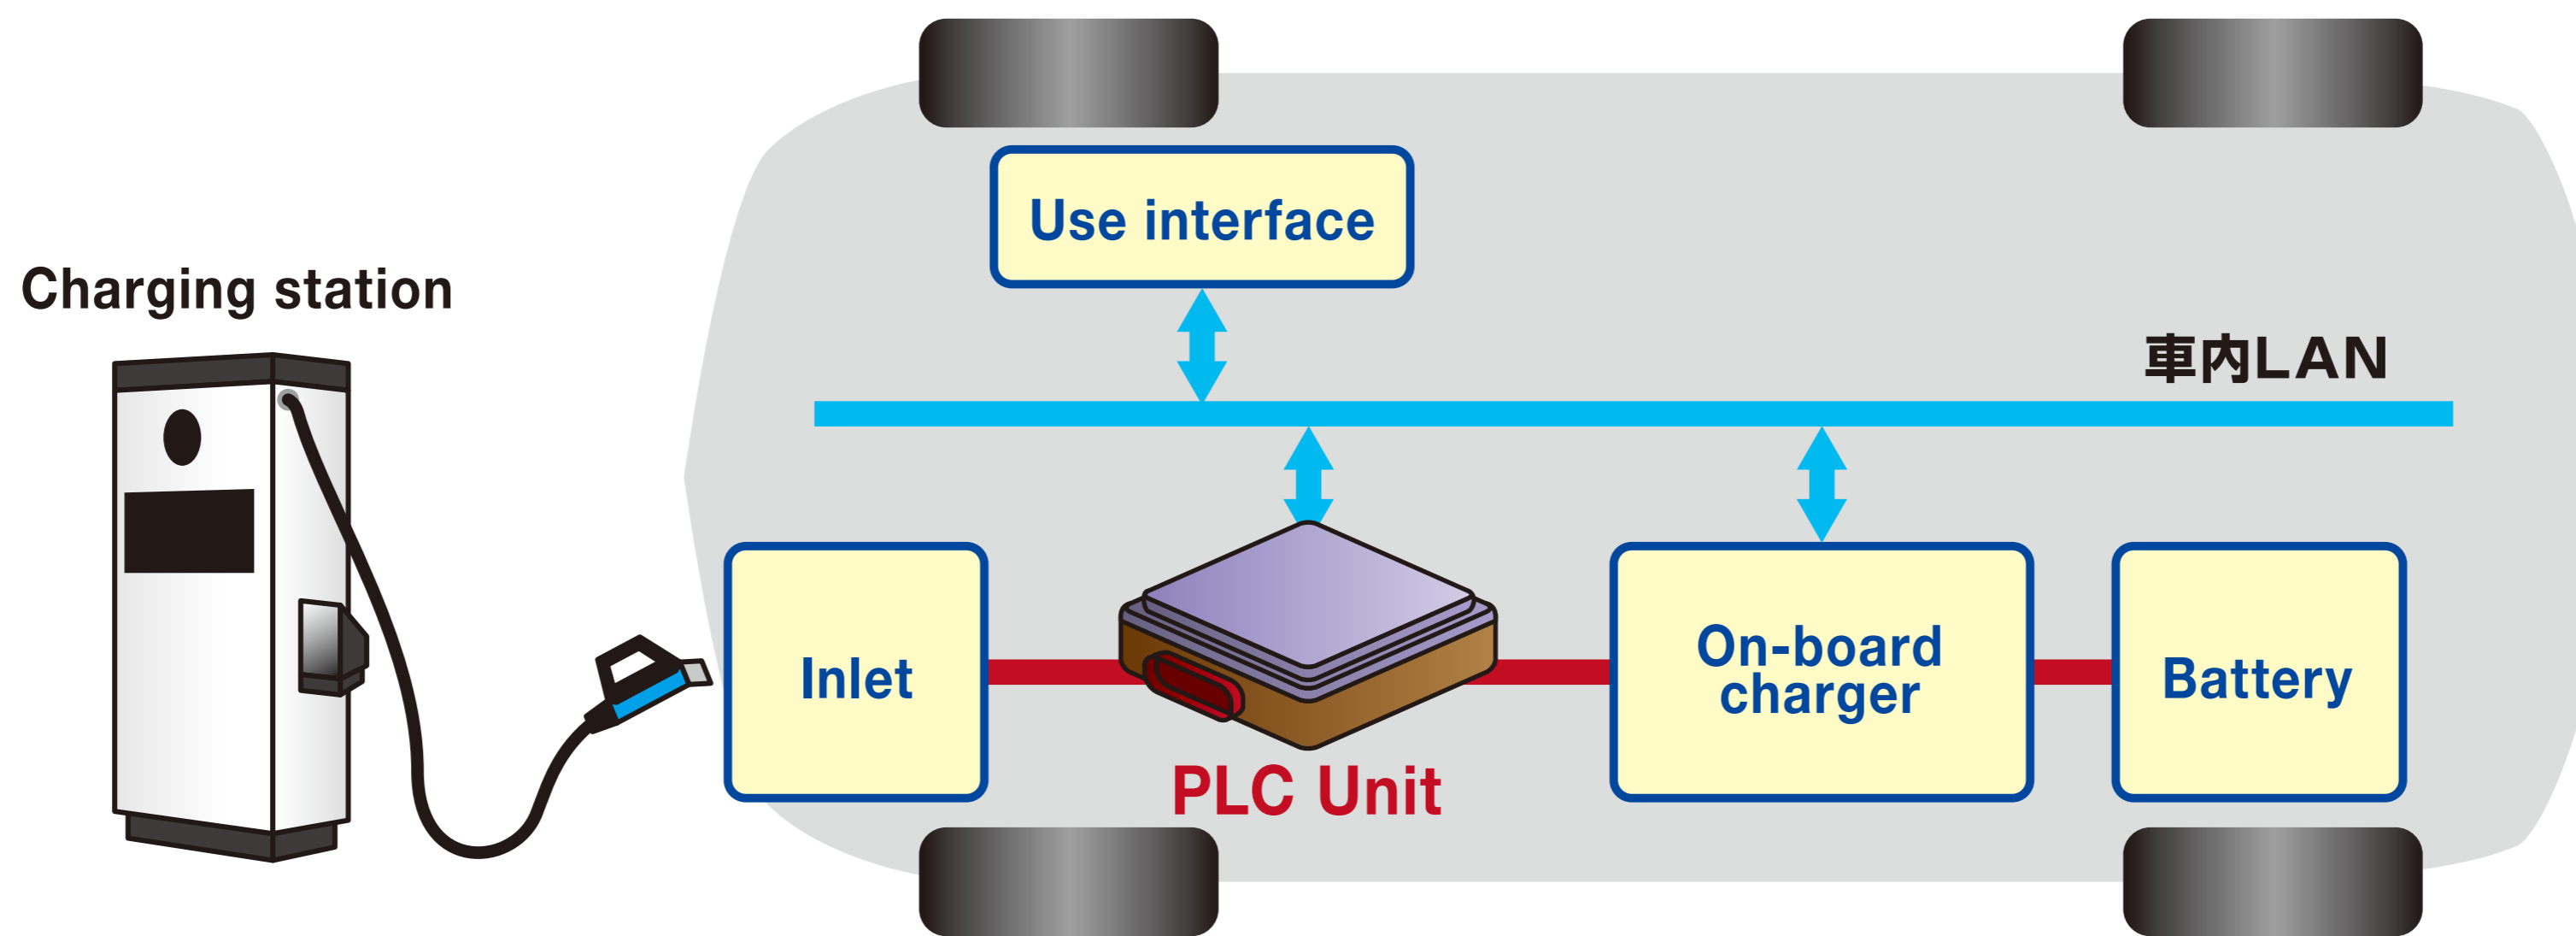 Use interface
Charging station
車内LAN
Inlet
PLC Unit
On-board
charger
Battery